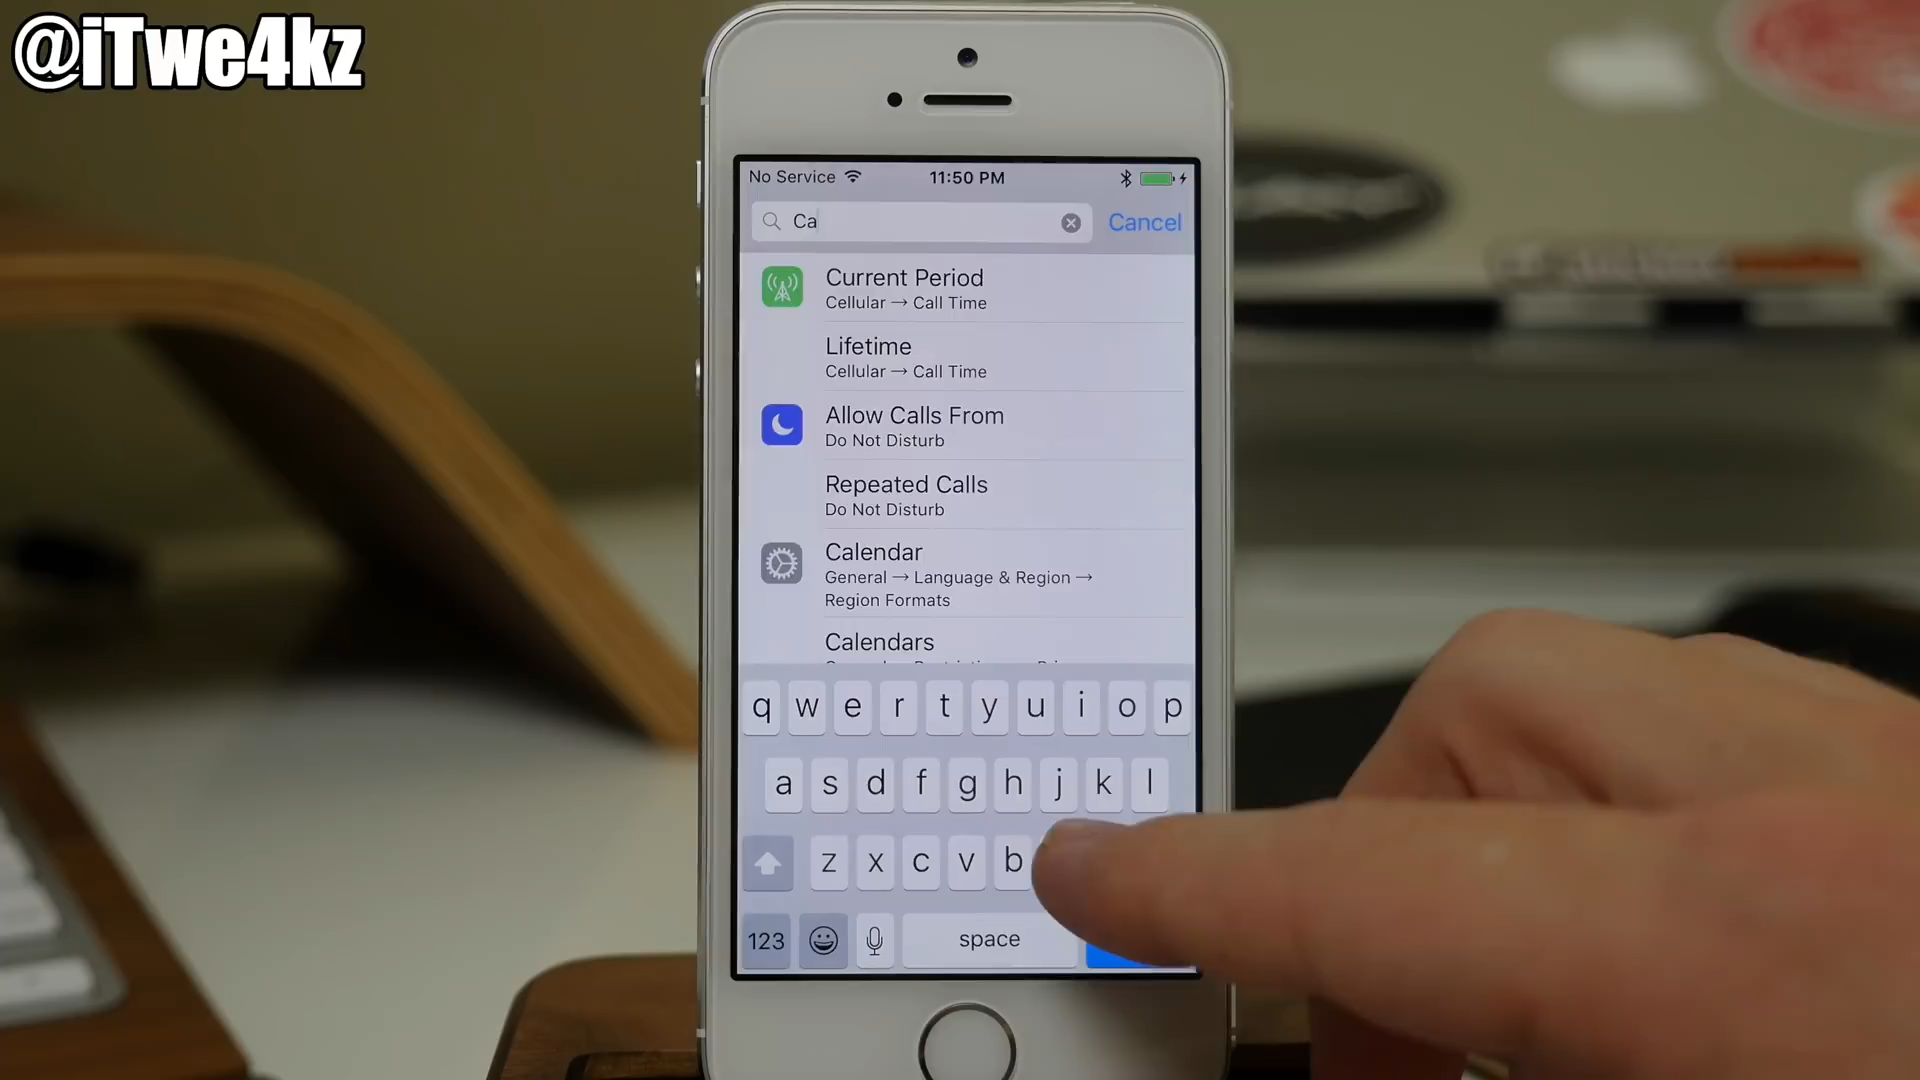 @iTwe4kz
No Service 11:50 PM
Ca Cancel
Current Period
Cellular → Call Time
Lifetime
Cellular → Call Time
Allow Calls From
Do Not Disturb
Repeated Calls
Do Not Disturb
Calendar
General → Language & Region →
Region Formats
Calendars
q w e r t y u i o p
a s d f g h j k l
z x c v b
123 space